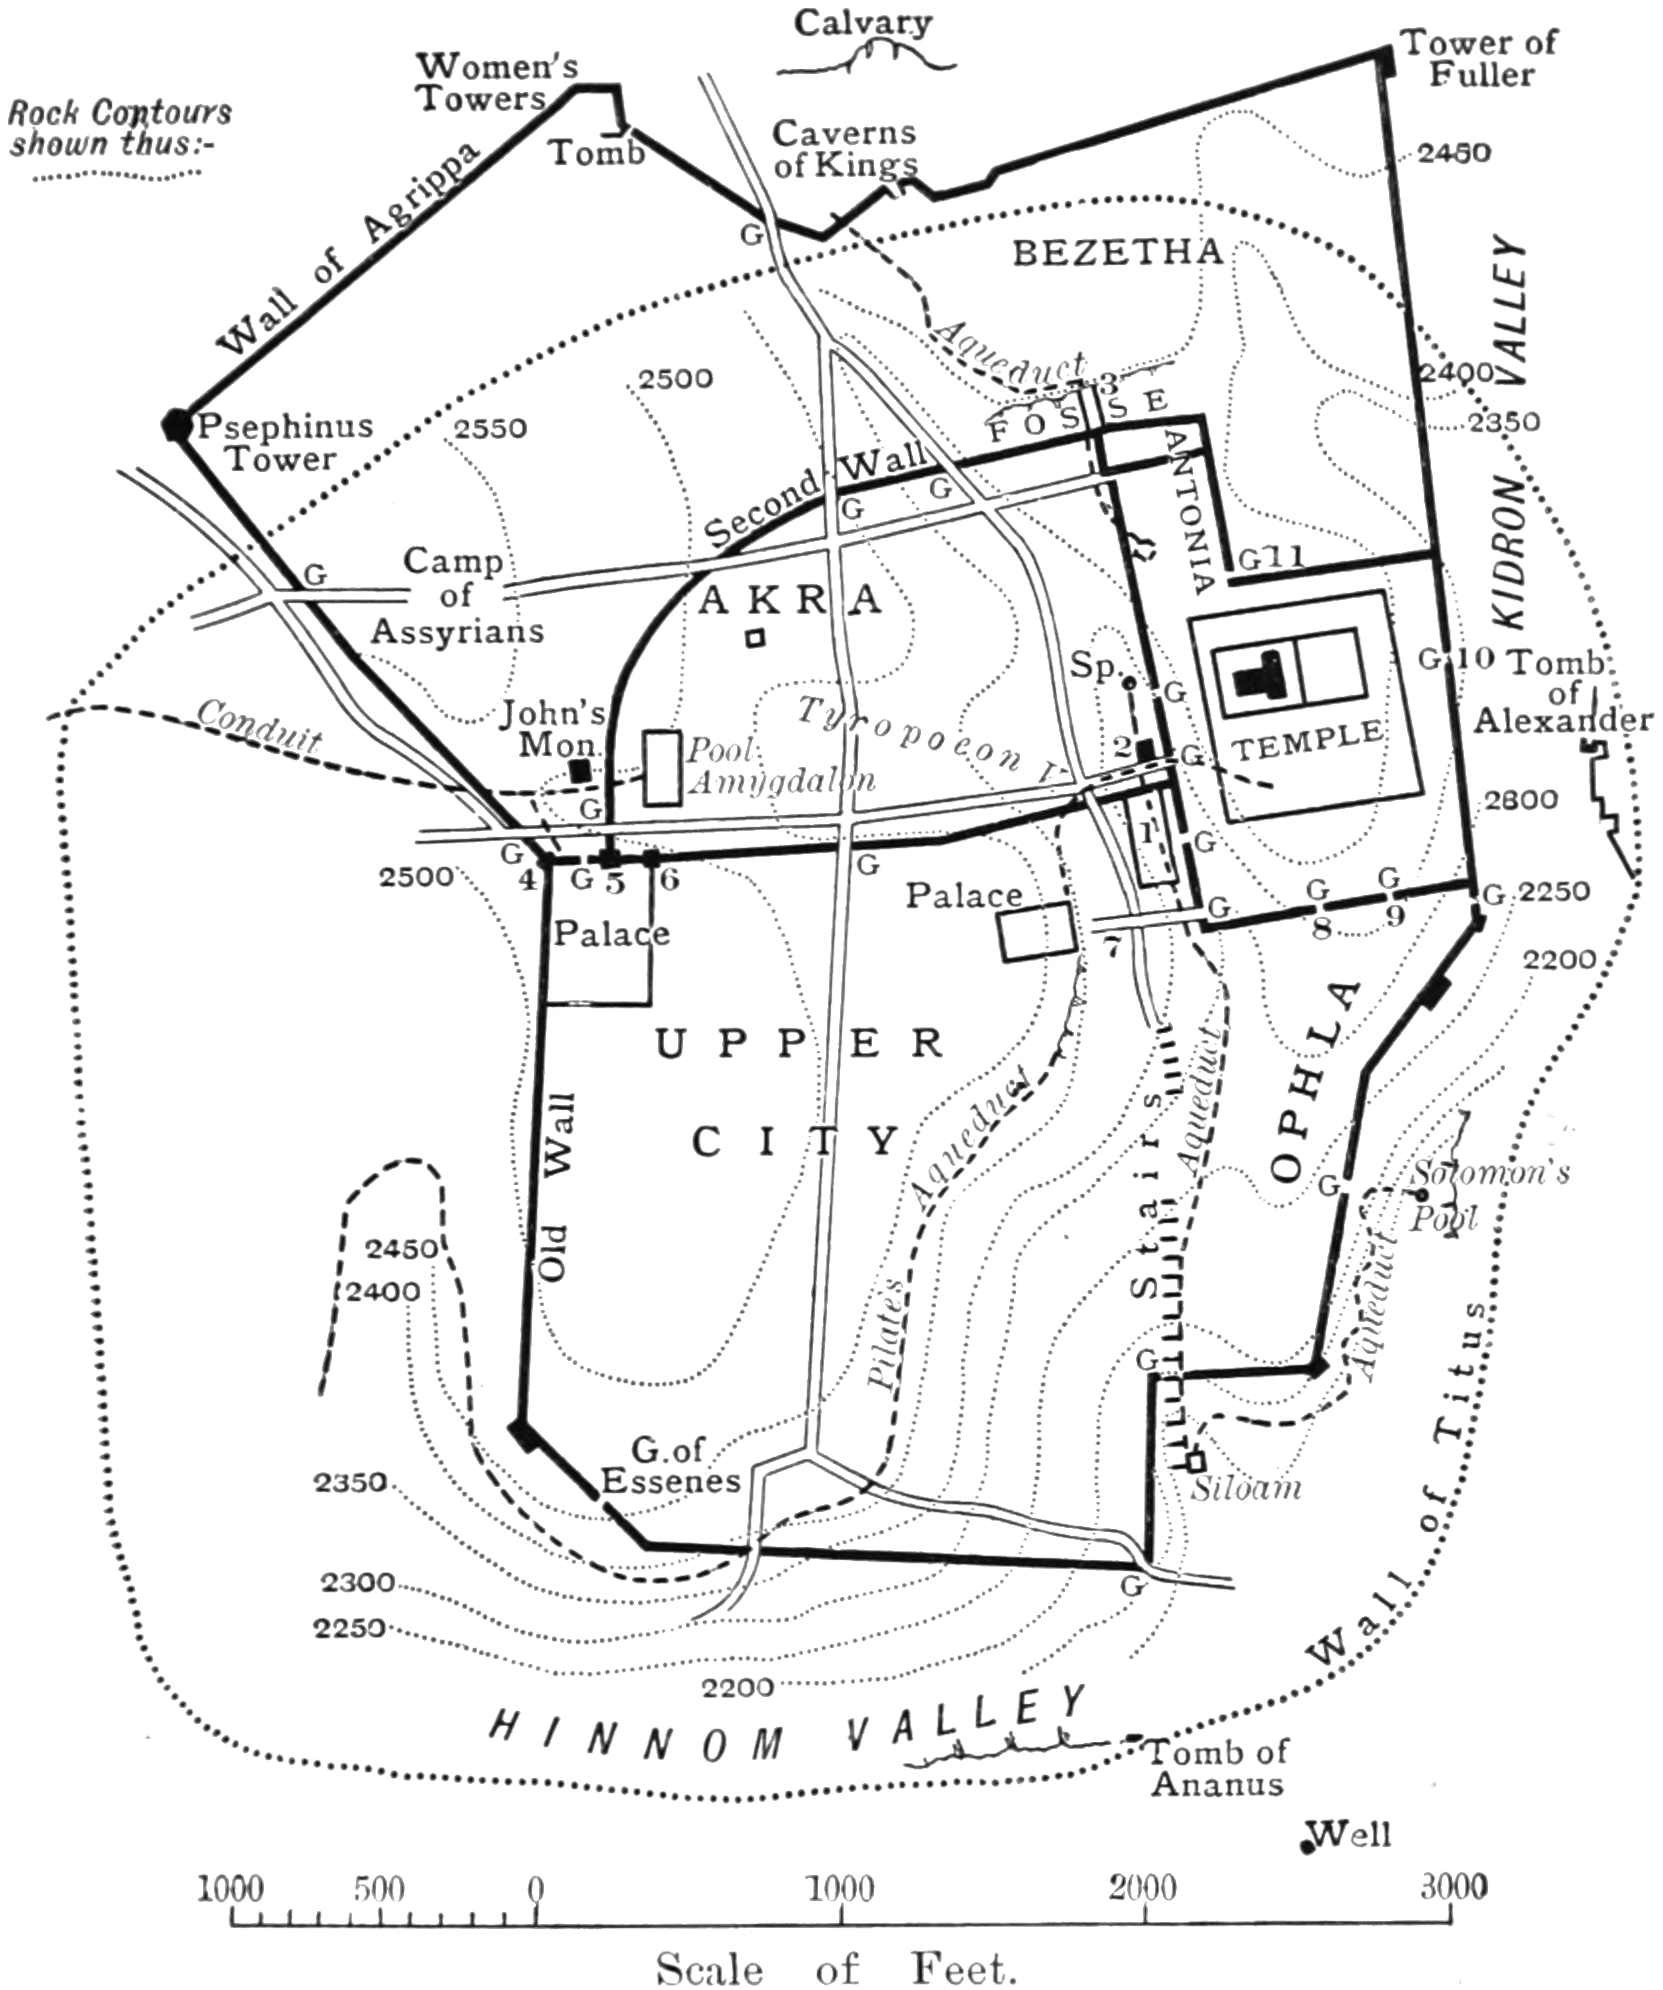 Calvary
Tower of
Fuller
Women's
Towers
Rock Contours
shown thus:-
Tomb
Caverns
of Kings
2450
Wall of Agrippa
G
BEZETHA
KIDRON VALLEY
Aqueduct
2500
2400
3
2350
FOSSE
Psephinus
Tower
2550
Second Wall
G
G
ANTONIA
G 11
Camp
of
Assyrians
G
AKRA
Sp.
G
G 10
Tomb
of
Alexander
Conduit
John's
Mon.
Pool
Amygdalon
Tyropoeon V
2
G
TEMPLE
2800
G
1
G
G
4
G
5
6
G
2500
Palace
Palace
G
G
8
G
9
G
2250
7
2200
UPPER
CITY
OPHLA
Old Wall
Aqueduct
Pilates
Stairs
Aqueduct
G
Solomon's
Pool
Aqueduct
2450
2400
G
Wall of Titus
G. of
Essenes
Siloam
2350
2300
2250
G
2200
HINNOM VALLEY
Tomb of
Ananus
Well
1000 500 0 1000 2000 3000
Scale of Feet.